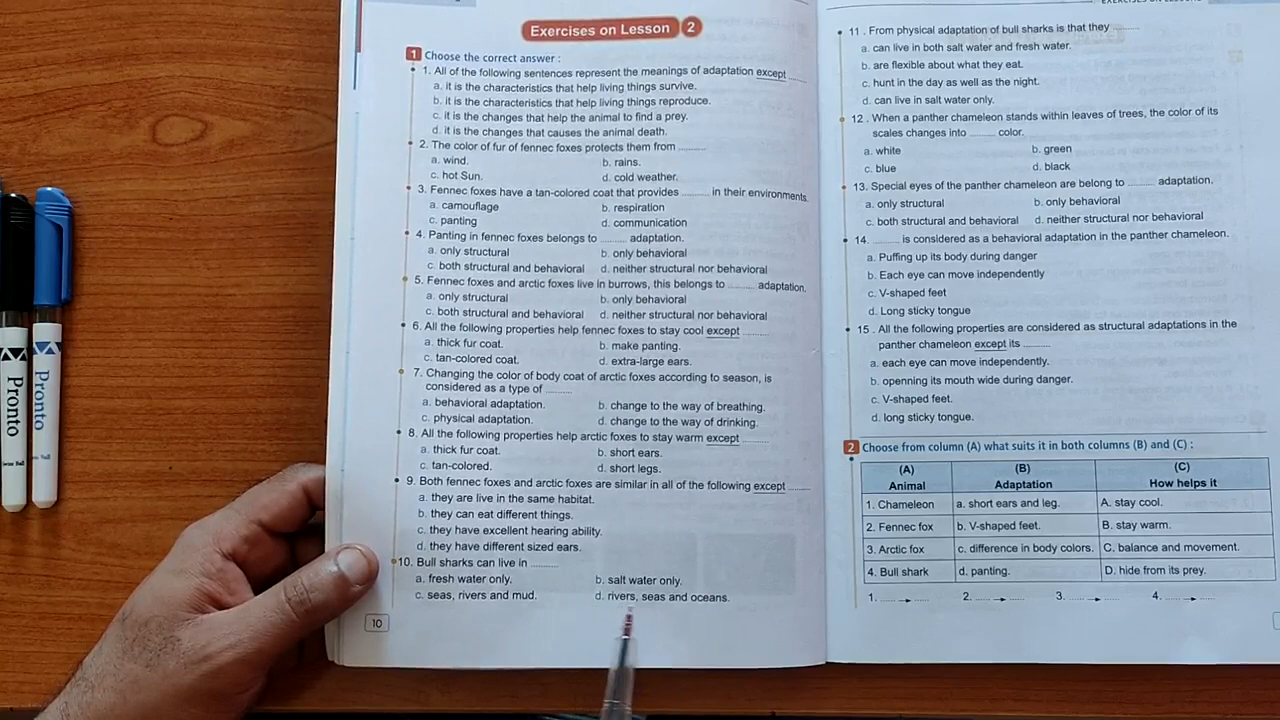 Exercises on Lesson 2
1 Choose the correct answer :
1. All of the following sentences represent the meanings of adaptation except ........
a. it is the characteristics that help living things survive.
b. it is the characteristics that help living things reproduce.
c. it is the changes that help the animal to find a prey.
d. it is the changes that causes the animal death.
2. The color of fur of fennec foxes protects them from ........
a. wind. b. rains.
c. hot Sun. d. cold weather.
3. Fennec foxes have a tan-colored coat that provides ........ in their environments.
a. camouflage b. respiration
c. panting d. communication
4. Panting in fennec foxes belongs to ........ adaptation.
a. only structural b. only behavioral
c. both structural and behavioral d. neither structural nor behavioral
5. Fennec foxes and arctic foxes live in burrows, this belongs to ........ adaptation.
a. only structural b. only behavioral
c. both structural and behavioral d. neither structural nor behavioral
6. All the following properties help fennec foxes to stay cool except ........
a. thick fur coat. b. make panting.
c. tan-colored coat. d. extra-large ears.
7. Changing the color of body coat of arctic foxes according to season, is
considered as a type of ........
a. behavioral adaptation. b. change to the way of breathing.
c. physical adaptation. d. change to the way of drinking.
8. All the following properties help arctic foxes to stay warm except ........
a. thick fur coat. b. short ears.
c. tan-colored. d. short legs.
9. Both fennec foxes and arctic foxes are similar in all of the following except ........
a. they are live in the same habitat.
b. they can eat different things.
c. they have excellent hearing ability.
d. they have different sized ears.
10. Bull sharks can live in ........
a. fresh water only. b. salt water only.
c. seas, rivers and mud. d. rivers, seas and oceans.
10
11 . From physical adaptation of bull sharks is that they ........
a. can live in both salt water and fresh water.
b. are flexible about what they eat.
c. hunt in the day as well as the night.
d. can live in salt water only.
12 . When a panther chameleon stands within leaves of trees, the color of its
scales changes into ........ color.
a. white b. green
c. blue d. black
13. Special eyes of the panther chameleon are belong to ........ adaptation.
a. only structural b. only behavioral
c. both structural and behavioral d. neither structural nor behavioral
14. ........ is considered as a behavioral adaptation in the panther chameleon.
a. Puffing up its body during danger
b. Each eye can move independently
c. V-shaped feet
d. Long sticky tongue
15 . All the following properties are considered as structural adaptations in the
panther chameleon except its ........
a. each eye can move independently.
b. openning its mouth wide during danger.
c. V-shaped feet.
d. long sticky tongue.
2 Choose from column (A) what suits it in both columns (B) and (C) :
(A) (B) (C)
Animal Adaptation How helps it
1. Chameleon a. short ears and leg. A. stay cool.
2. Fennec fox b. V-shaped feet. B. stay warm.
3. Arctic fox c. difference in body colors. C. balance and movement.
4. Bull shark d. panting. D. hide from its prey.
1. ...... → ...... 2. ...... → ...... 3. ...... → ...... 4. ...... → ......
Pronto
Pronto